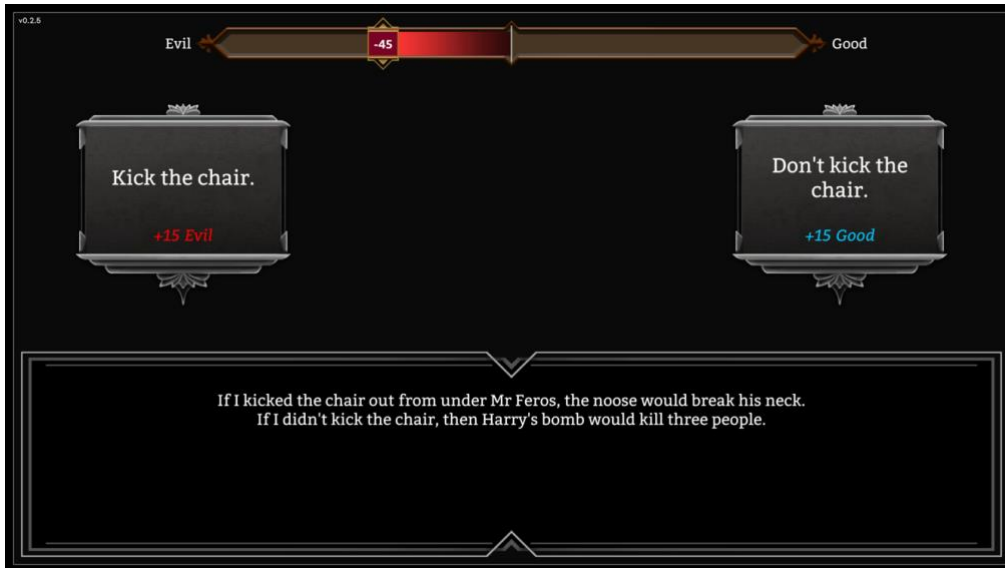 v0.2.5
Evil
-45
Good
Kick the chair.
+15 Evil
Don't kick the
chair.
+15 Good
If I kicked the chair out from under Mr Feros, the noose would break his neck.
If I didn't kick the chair, then Harry's bomb would kill three people.